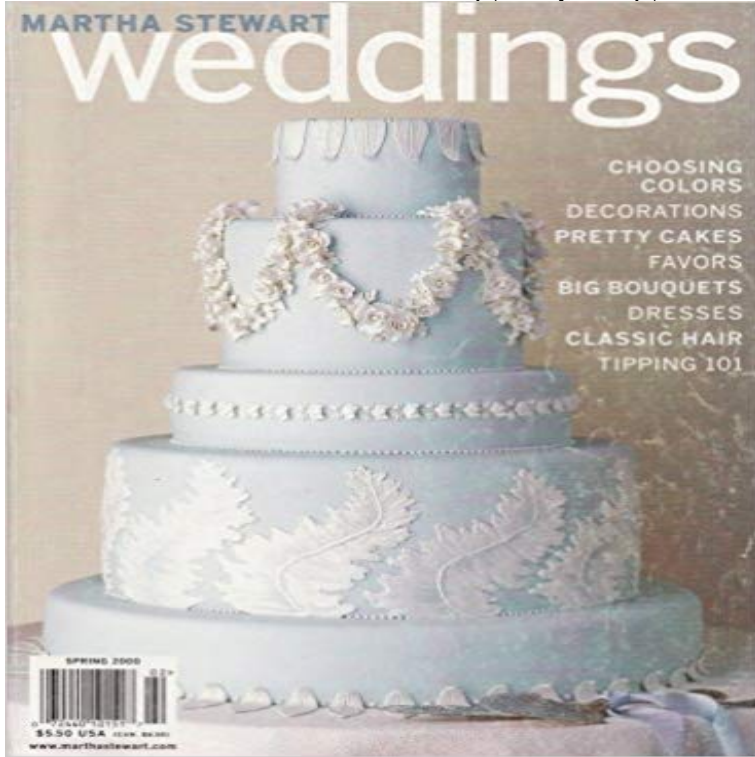 MARTHA STEWART
weddings
CHOOSING
COLORS
DECORATIONS
PRETTY CAKES
FAVORS
BIG BOUQUETS
DRESSES
CLASSIC HAIR
TIPPING 101
SPRING 2000
$5.50 USA
www.marthastewart.com